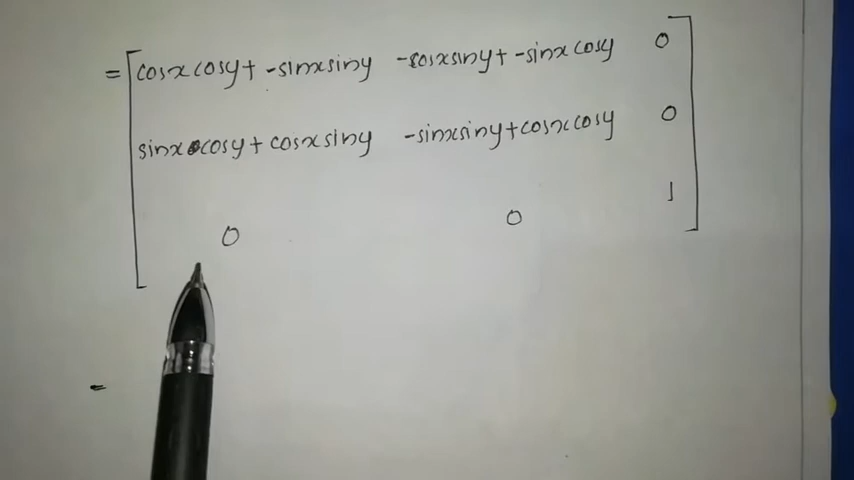 = cosx cosy + -sinx siny -cosx siny + -sinx cosy 0
sinx cosy + cosx siny -sinx siny + cosx cosy 0
0 0 1
=